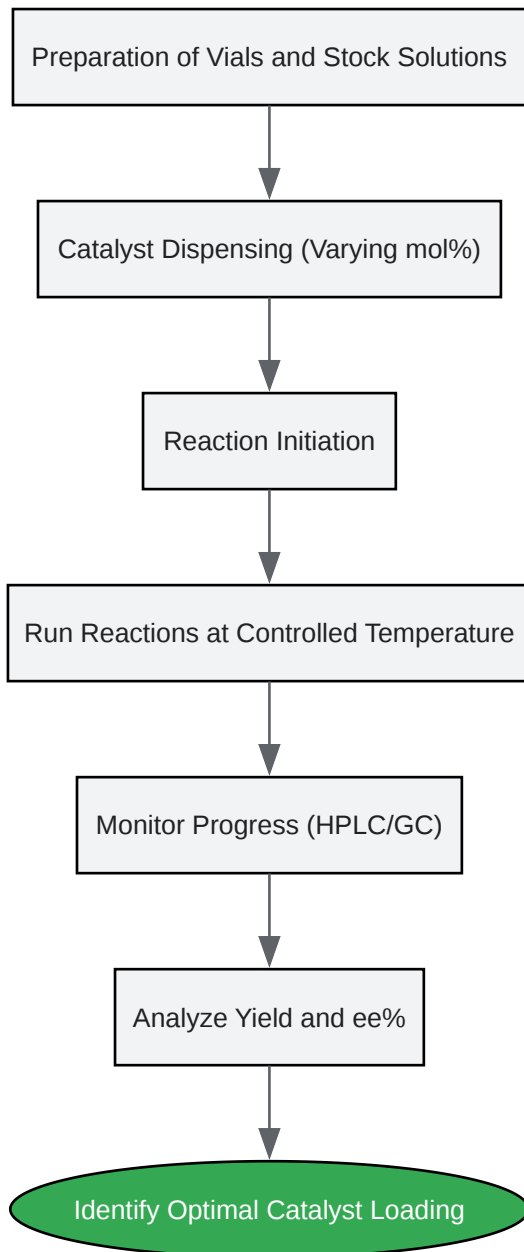 Preparation of Vials and Stock Solutions
Catalyst Dispensing (Varying mol%)
Reaction Initiation
Run Reactions at Controlled Temperature
Monitor Progress (HPLC/GC)
Analyze Yield and ee%
Identify Optimal Catalyst Loading